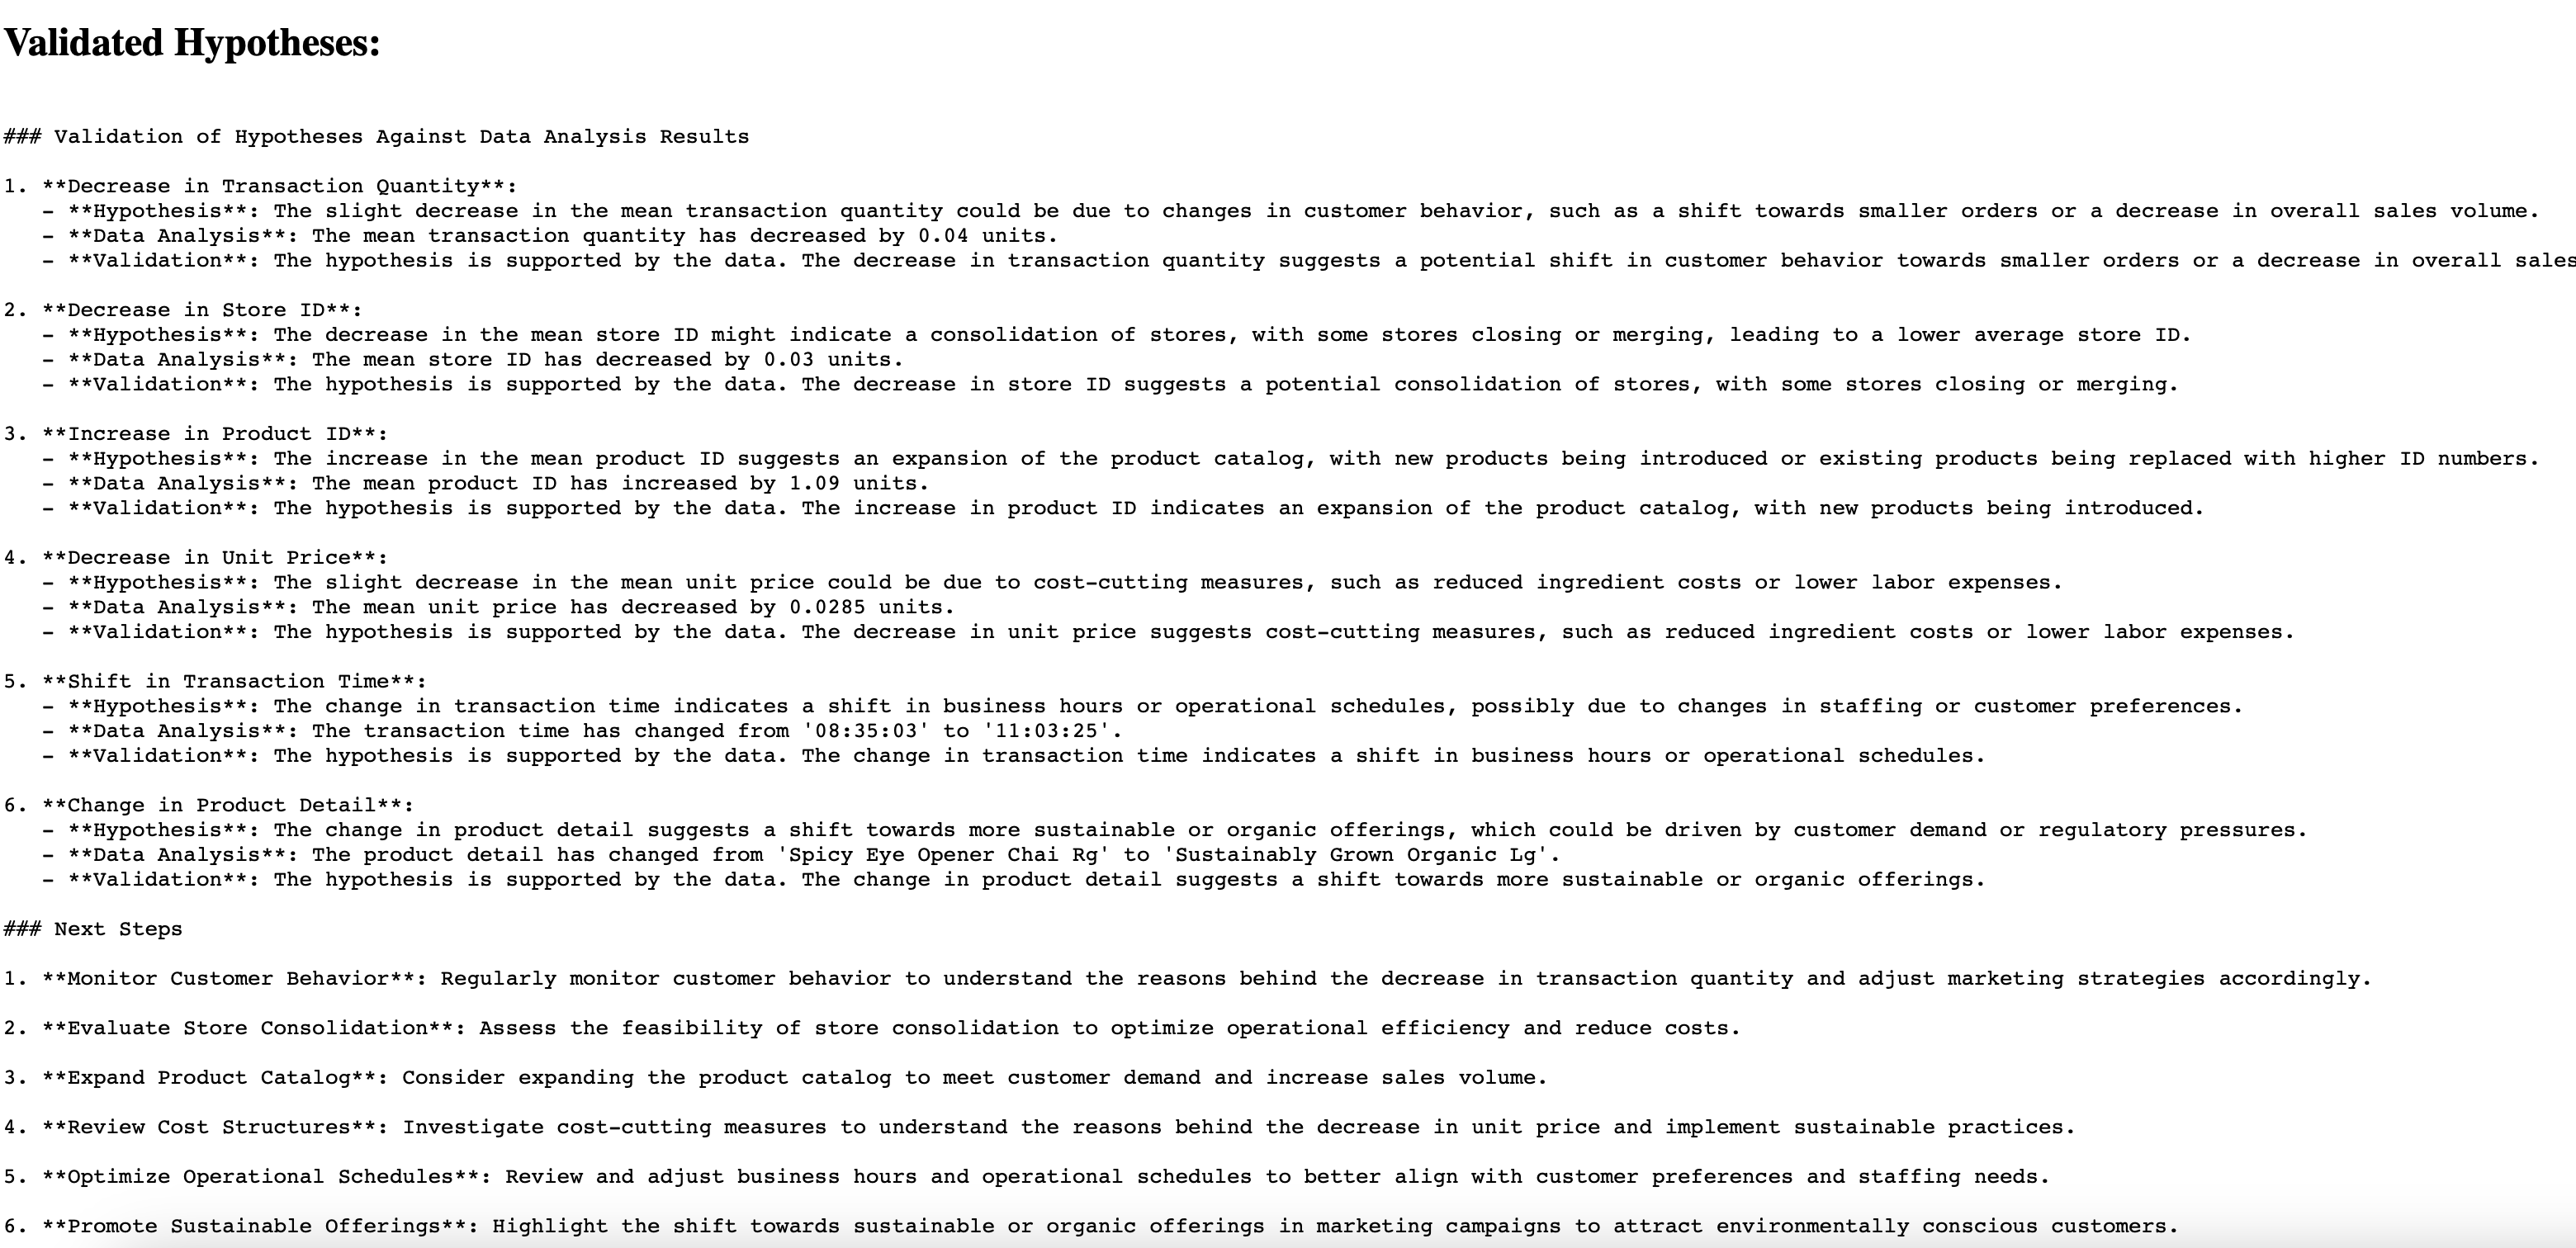 Validated Hypotheses:
### Validation of Hypotheses Against Data Analysis Results
1. **Decrease in Transaction Quantity**:
- **Hypothesis**: The slight decrease in the mean transaction quantity could be due to changes in customer behavior, such as a shift towards smaller orders or a decrease in overall sales volume.
- **Data Analysis**: The mean transaction quantity has decreased by 0.04 units.
- **Validation**: The hypothesis is supported by the data. The decrease in transaction quantity suggests a potential shift in customer behavior towards smaller orders or a decrease in overall sales
2. **Decrease in Store ID**:
- **Hypothesis**: The decrease in the mean store ID might indicate a consolidation of stores, with some stores closing or merging, leading to a lower average store ID.
- **Data Analysis**: The mean store ID has decreased by 0.03 units.
- **Validation**: The hypothesis is supported by the data. The decrease in store ID suggests a potential consolidation of stores, with some stores closing or merging.
3. **Increase in Product ID**:
- **Hypothesis**: The increase in the mean product ID suggests an expansion of the product catalog, with new products being introduced or existing products being replaced with higher ID numbers.
- **Data Analysis**: The mean product ID has increased by 1.09 units.
- **Validation**: The hypothesis is supported by the data. The increase in product ID indicates an expansion of the product catalog, with new products being introduced.
4. **Decrease in Unit Price**:
- **Hypothesis**: The slight decrease in the mean unit price could be due to cost-cutting measures, such as reduced ingredient costs or lower labor expenses.
- **Data Analysis**: The mean unit price has decreased by 0.0285 units.
- **Validation**: The hypothesis is supported by the data. The decrease in unit price suggests cost-cutting measures, such as reduced ingredient costs or lower labor expenses.
5. **Shift in Transaction Time**:
- **Hypothesis**: The change in transaction time indicates a shift in business hours or operational schedules, possibly due to changes in staffing or customer preferences.
- **Data Analysis**: The transaction time has changed from '08:35:03' to '11:03:25'.
- **Validation**: The hypothesis is supported by the data. The change in transaction time indicates a shift in business hours or operational schedules.
6. **Change in Product Detail**:
- **Hypothesis**: The change in product detail suggests a shift towards more sustainable or organic offerings, which could be driven by customer demand or regulatory pressures.
- **Data Analysis**: The product detail has changed from 'Spicy Eye Opener Chai Rg' to 'Sustainably Grown Organic Lg'.
- **Validation**: The hypothesis is supported by the data. The change in product detail suggests a shift towards more sustainable or organic offerings.
### Next Steps
1. **Monitor Customer Behavior**: Regularly monitor customer behavior to understand the reasons behind the decrease in transaction quantity and adjust marketing strategies accordingly.
2. **Evaluate Store Consolidation**: Assess the feasibility of store consolidation to optimize operational efficiency and reduce costs.
3. **Expand Product Catalog**: Consider expanding the product catalog to meet customer demand and increase sales volume.
4. **Review Cost Structures**: Investigate cost-cutting measures to understand the reasons behind the decrease in unit price and implement sustainable practices.
5. **Optimize Operational Schedules**: Review and adjust business hours and operational schedules to better align with customer preferences and staffing needs.
6. **Promote Sustainable Offerings**: Highlight the shift towards sustainable or organic offerings in marketing campaigns to attract environmentally conscious customers.